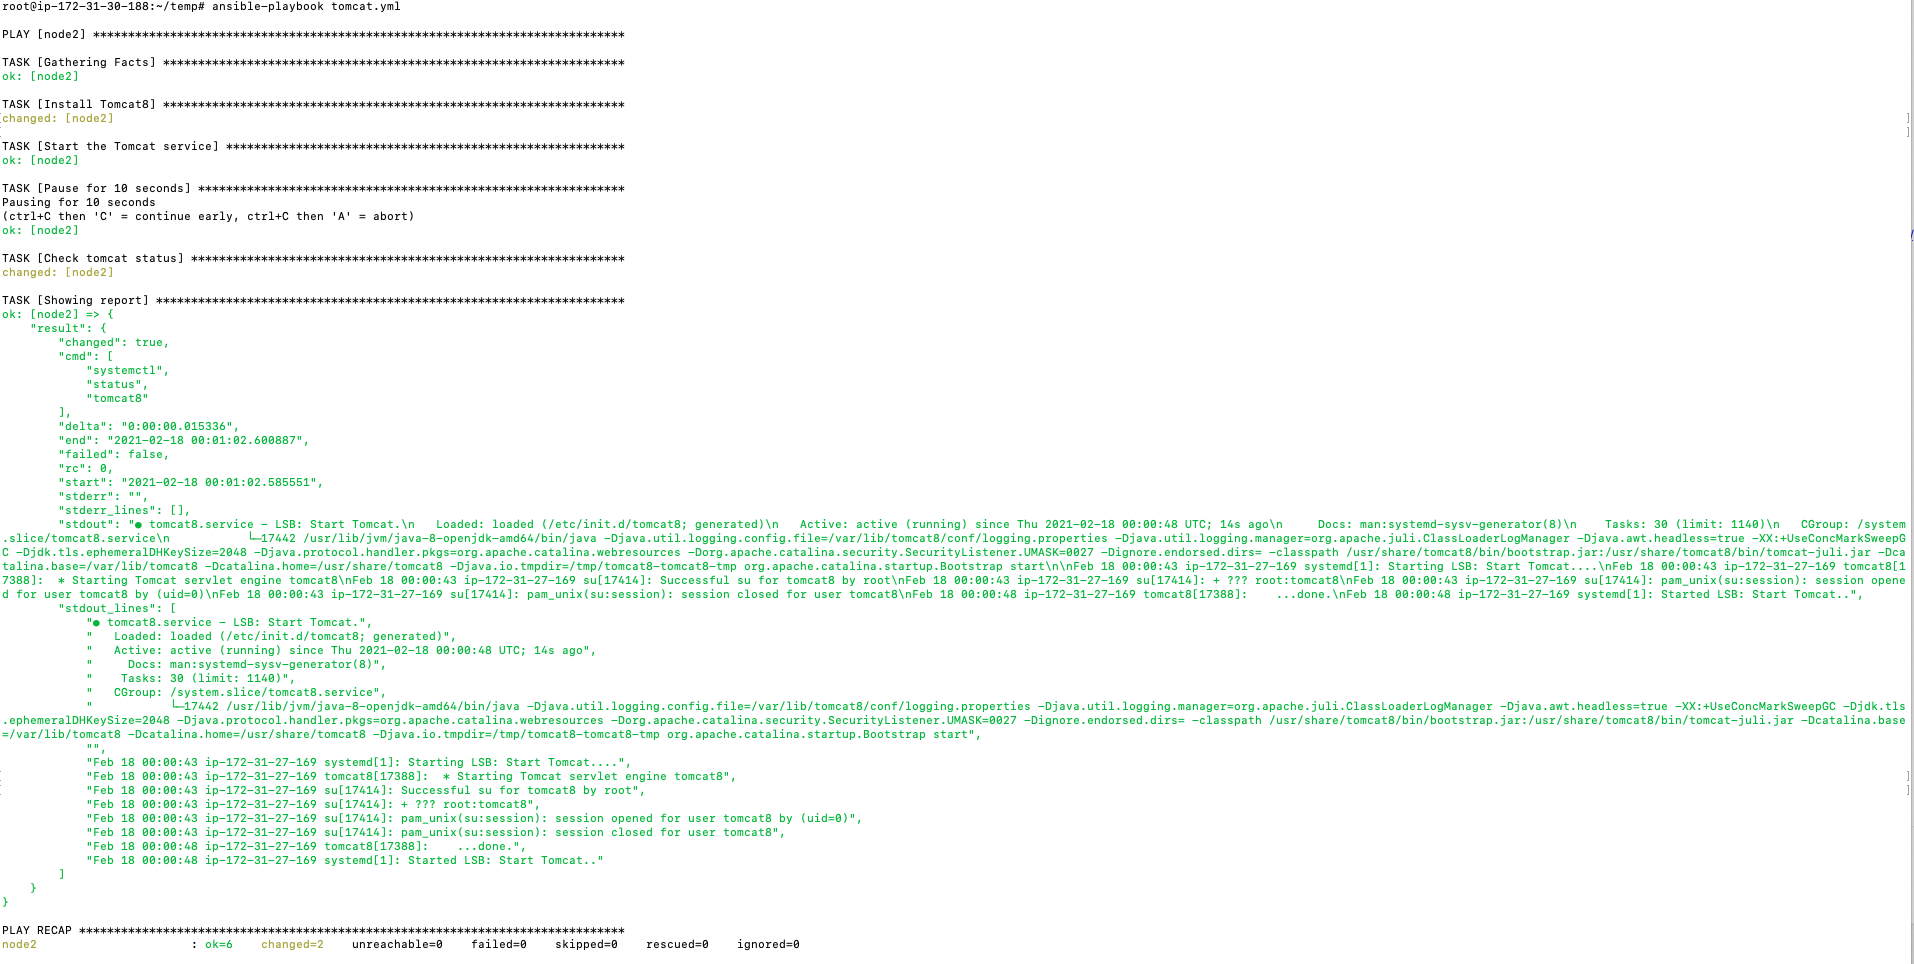 root@ip-172-31-30-188:~/temp# ansible-playbook tomcat.yml
PLAY [node2] ****************************************************************************
TASK [Gathering Facts] ******************************************************************
ok: [node2]
TASK [Install Tomcat8] ******************************************************************
changed: [node2]
TASK [Start the Tomcat service] *********************************************************
ok: [node2]
TASK [Pause for 10 seconds] *************************************************************
Pausing for 10 seconds
(ctrl+C then 'C' = continue early, ctrl+C then 'A' = abort)
ok: [node2]
TASK [Check tomcat status] **************************************************************
changed: [node2]
TASK [Showing report] *******************************************************************
ok: [node2] => {
    "result": {
        "changed": true,
        "cmd": [
            "systemctl",
            "status",
            "tomcat8"
        ],
        "delta": "0:00:00.015336",
        "end": "2021-02-18 00:01:02.600887",
        "failed": false,
        "rc": 0,
        "start": "2021-02-18 00:01:02.585551",
        "stderr": "",
        "stderr_lines": [],
        "stdout": "● tomcat8.service - LSB: Start Tomcat.\n   Loaded: loaded (/etc/init.d/tomcat8; generated)\n   Active: active (running) since Thu 2021-02-18 00:00:48 UTC; 14s ago\n     Docs: man:systemd-sysv-generator(8)\n    Tasks: 30 (limit: 1140)\n   CGroup: /system
.slice/tomcat8.service\n           └─17442 /usr/lib/jvm/java-8-openjdk-amd64/bin/java -Djava.util.logging.config.file=/var/lib/tomcat8/conf/logging.properties -Djava.util.logging.manager=org.apache.juli.ClassLoaderLogManager -Djava.awt.headless=true -XX:+UseConcMarkSweepG
C -Djdk.tls.ephemeralDHKeySize=2048 -Djava.protocol.handler.pkgs=org.apache.catalina.webresources -Dorg.apache.catalina.security.SecurityListener.UMASK=0027 -Dignore.endorsed.dirs= -classpath /usr/share/tomcat8/bin/bootstrap.jar:/usr/share/tomcat8/bin/tomcat-juli.jar -Dca
talina.base=/var/lib/tomcat8 -Dcatalina.home=/usr/share/tomcat8 -Djava.io.tmpdir=/tmp/tomcat8-tomcat8-tmp org.apache.catalina.startup.Bootstrap start\n\nFeb 18 00:00:43 ip-172-31-27-169 systemd[1]: Starting LSB: Start Tomcat....\nFeb 18 00:00:43 ip-172-31-27-169 tomcat8[1
7388]:  * Starting Tomcat servlet engine tomcat8\nFeb 18 00:00:43 ip-172-31-27-169 su[17414]: Successful su for tomcat8 by root\nFeb 18 00:00:43 ip-172-31-27-169 su[17414]: + ??? root:tomcat8\nFeb 18 00:00:43 ip-172-31-27-169 su[17414]: pam_unix(su:session): session opene
d for user tomcat8 by (uid=0)\nFeb 18 00:00:43 ip-172-31-27-169 su[17414]: pam_unix(su:session): session closed for user tomcat8\nFeb 18 00:00:48 ip-172-31-27-169 tomcat8[17388]:    ...done.\nFeb 18 00:00:48 ip-172-31-27-169 systemd[1]: Started LSB: Start Tomcat..",
        "stdout_lines": [
            "● tomcat8.service - LSB: Start Tomcat.",
            "   Loaded: loaded (/etc/init.d/tomcat8; generated)",
            "   Active: active (running) since Thu 2021-02-18 00:00:48 UTC; 14s ago",
            "     Docs: man:systemd-sysv-generator(8)",
            "    Tasks: 30 (limit: 1140)",
            "   CGroup: /system.slice/tomcat8.service",
            "           └─17442 /usr/lib/jvm/java-8-openjdk-amd64/bin/java -Djava.util.logging.config.file=/var/lib/tomcat8/conf/logging.properties -Djava.util.logging.manager=org.apache.juli.ClassLoaderLogManager -Djava.awt.headless=true -XX:+UseConcMarkSweepGC -Djdk.tls
.ephemeralDHKeySize=2048 -Djava.protocol.handler.pkgs=org.apache.catalina.webresources -Dorg.apache.catalina.security.SecurityListener.UMASK=0027 -Dignore.endorsed.dirs= -classpath /usr/share/tomcat8/bin/bootstrap.jar:/usr/share/tomcat8/bin/tomcat-juli.jar -Dcatalina.base
=/var/lib/tomcat8 -Dcatalina.home=/usr/share/tomcat8 -Djava.io.tmpdir=/tmp/tomcat8-tomcat8-tmp org.apache.catalina.startup.Bootstrap start",
            "",
            "Feb 18 00:00:43 ip-172-31-27-169 systemd[1]: Starting LSB: Start Tomcat....",
            "Feb 18 00:00:43 ip-172-31-27-169 tomcat8[17388]:  * Starting Tomcat servlet engine tomcat8",
            "Feb 18 00:00:43 ip-172-31-27-169 su[17414]: Successful su for tomcat8 by root",
            "Feb 18 00:00:43 ip-172-31-27-169 su[17414]: + ??? root:tomcat8",
            "Feb 18 00:00:43 ip-172-31-27-169 su[17414]: pam_unix(su:session): session opened for user tomcat8 by (uid=0)",
            "Feb 18 00:00:43 ip-172-31-27-169 su[17414]: pam_unix(su:session): session closed for user tomcat8",
            "Feb 18 00:00:48 ip-172-31-27-169 tomcat8[17388]:    ...done.",
            "Feb 18 00:00:48 ip-172-31-27-169 systemd[1]: Started LSB: Start Tomcat.."
        ]
    }
}
PLAY RECAP ******************************************************************************
node2                      : ok=6    changed=2    unreachable=0    failed=0    skipped=0    rescued=0    ignored=0